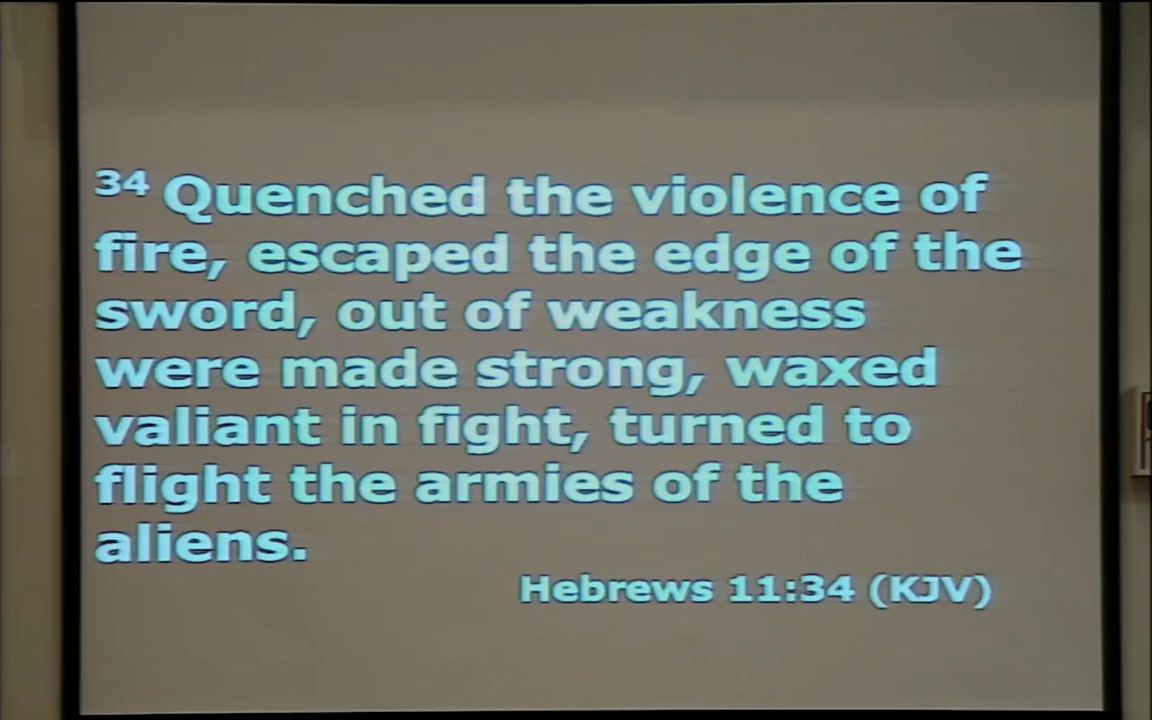 34 Quenched the violence of
fire, escaped the edge of the
sword, out of weakness
were made strong, waxed
valiant in fight, turned to
flight the armies of the
aliens.
Hebrews 11:34 (KJV)